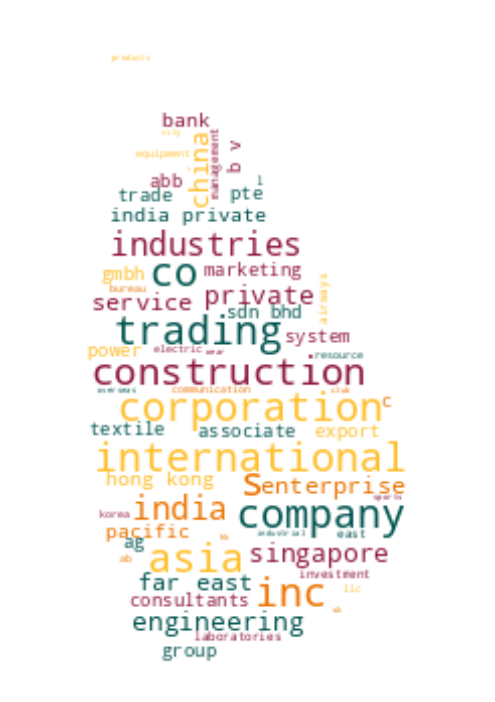 products
bank
city
equipment
china
management
b v
abb
l
trade
pte
india private
industries
gmbh
co
marketing
bureau
service
private
airways
sdn bhd
trading
system
power
electric
resource
construction
overseas
communication
club
corporation
c
textile
associate
export
international
hong kong
s
enterprise
sports
india
company
korea
pacific
industrial
east
ag
asia
singapore
ab
investment
far east
inc
llc
consultants
engineering
laboratories
group